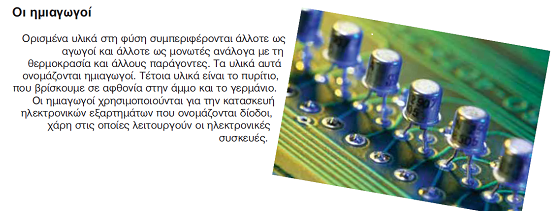 Οι ημιαγωγοί
Ορισμένα υλικά στη φύση συμπεριφέρονται άλλοτε ως
αγωγοί και άλλοτε ως μονωτές ανάλογα με τη
θερμοκρασία και άλλους παράγοντες. Τα υλικά αυτά
ονομάζονται ημιαγωγοί. Τέτοια υλικά είναι το πυρίτιο,
που βρίσκουμε σε αφθονία στην άμμο και το γερμάνιο.
Οι ημιαγωγοί χρησιμοποιούνται για την κατασκευή
ηλεκτρονικών εξαρτημάτων που ονομάζονται δίοδοι,
χάρη στις οποίες λειτουργούν οι ηλεκτρονικές
συσκευές.